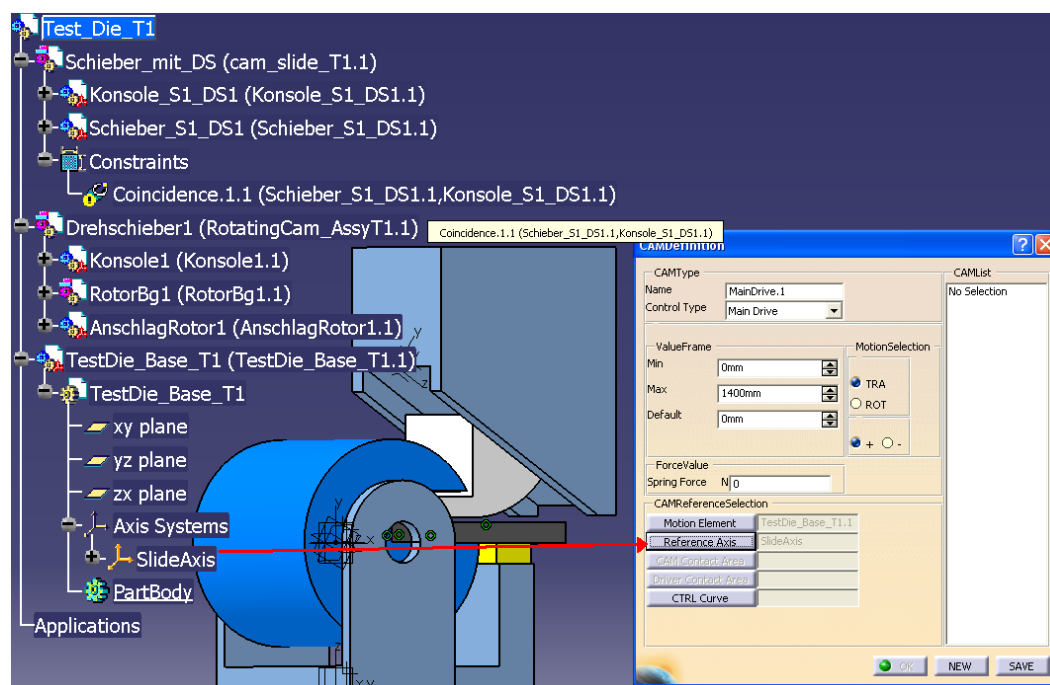 Test_Die_T1
Schieber_mit_DS (cam_slide_T1.1)
Konsole_S1_DS1 (Konsole_S1_DS1.1)
Schieber_S1_DS1 (Schieber_S1_DS1.1)
Constraints
Coincidence.1.1 (Schieber_S1_DS1.1,Konsole_S1_DS1.1)
Drehschieber1 (RotatingCam_AssyT1.1)
Coincidence.1.1 (Schieber_S1_DS1.1,Konsole_S1_DS1.1)
Konsole1 (Konsole1.1)
RotorBg1 (RotorBg1.1)
AnschlagRotor1 (AnschlagRotor1.1)
TestDie_Base_T1 (TestDie_Base_T1.1)
TestDie_Base_T1
xy plane
yz plane
zx plane
Axis Systems
SlideAxis
PartBody
Applications
y
z
y
x
z
x y
CAMDefinition
CAMType
Name MainDrive.1
Control Type Main Drive
ValueFrame
Min 0mm
Max 1400mm
Default 0mm
MotionSelection
TRA
ROT
+ -
ForceValue
Spring Force N 0
CAMReferenceSelection
Motion Element TestDie_Base_T1.1
Reference Axis SlideAxis
CAM Contact Area
Driver Contact Area
CTRL Curve
CAMList
No Selection
OK NEW SAVE